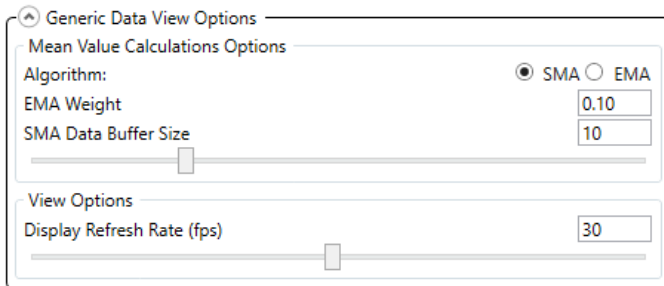 Generic Data View Options
Mean Value Calculations Options
Algorithm: SMA EMA
EMA Weight 0.10
SMA Data Buffer Size 10
View Options
Display Refresh Rate (fps) 30